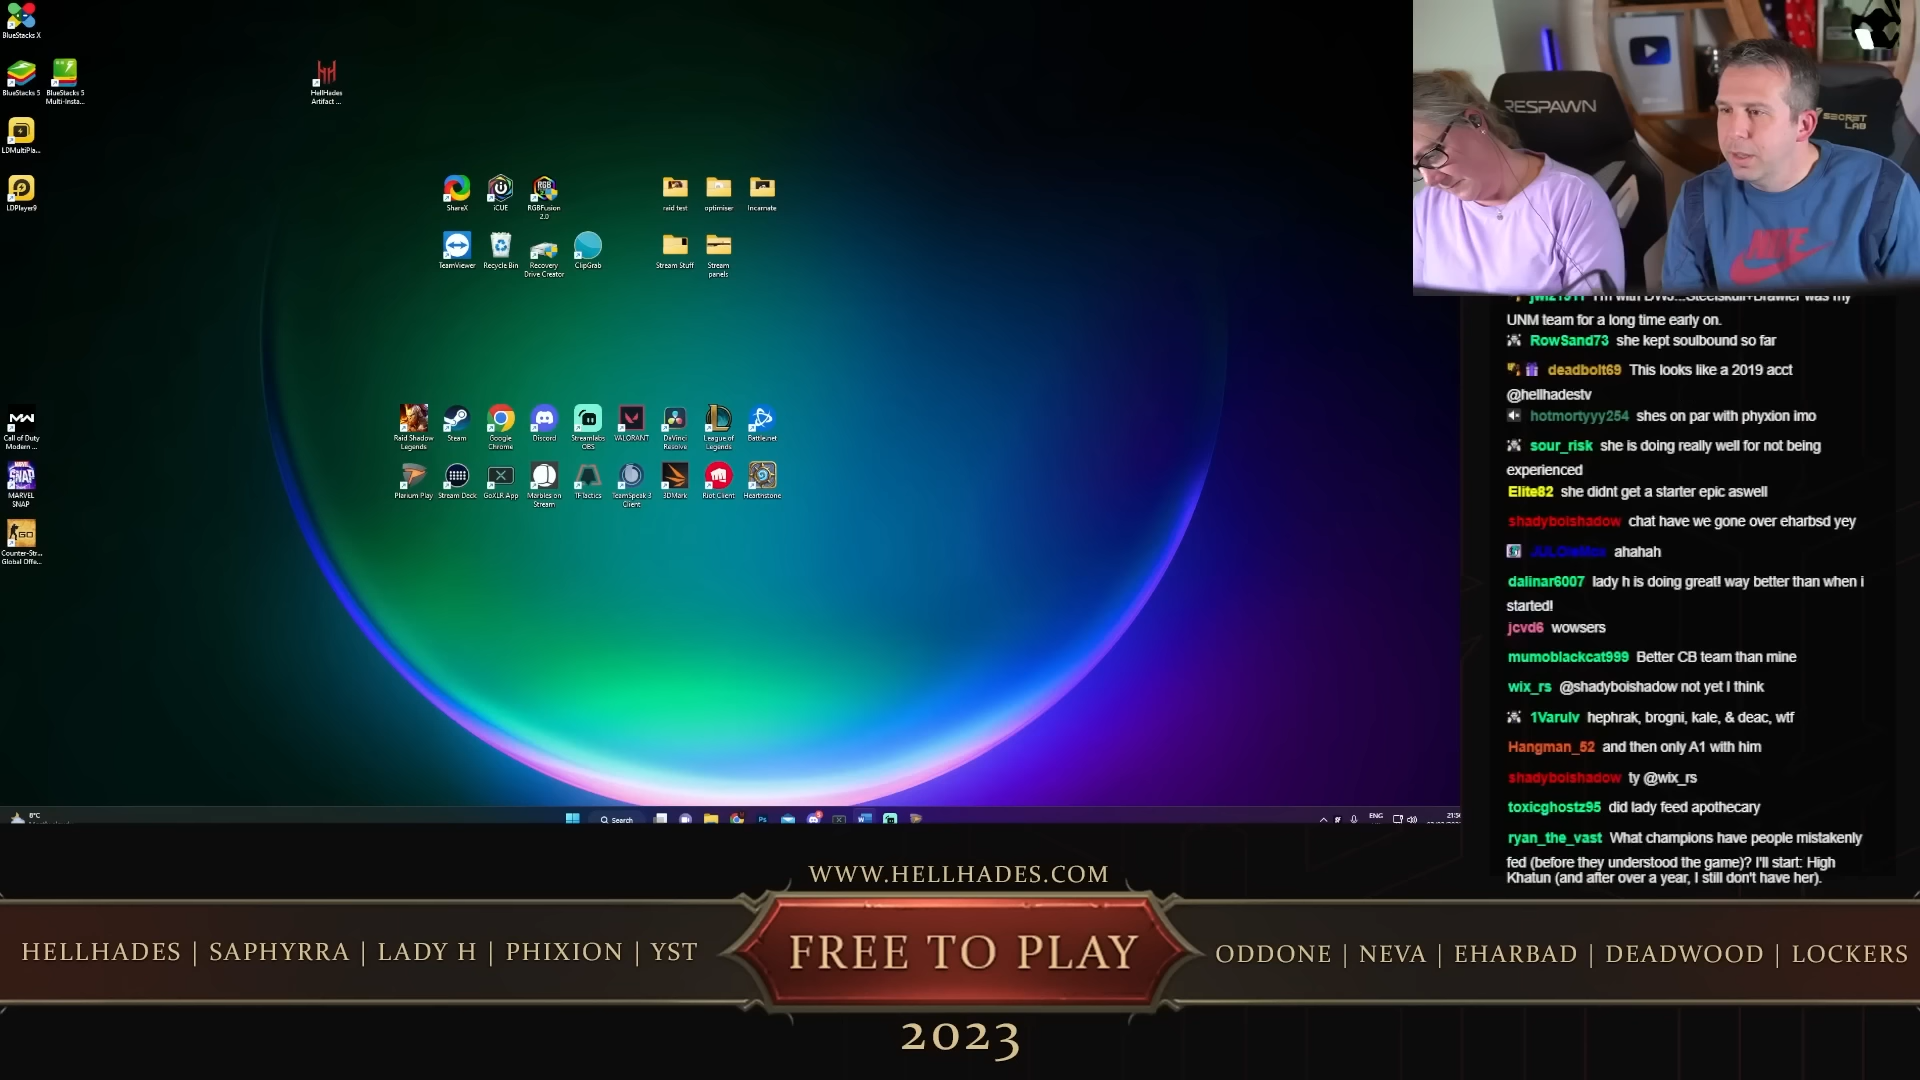 BlueStacks X
BlueStacks 5
BlueStacks 5
Multi-Insta...
LDMultiPla...
LDPlayer9
HellHades
Artifact ...
ShareX
iCUE
RGBFusion
2.0
raid test
optimiser
Incarnate
TeamViewer
Recycle Bin
Recovery
Drive Creator
ClipGrab
Stream Stuff
Stream
panels
Call of Duty
Modern ...
MARVEL
SNAP
Counter-Str...
Global Offe...
Raid Shadow
Legends
Steam
Google
Chrome
Discord
Streamlabs
OBS
VALORANT
DaVinci
Resolve
League of
Legends
Battle.net
Plarium Play
Stream Deck
GoXLR App
Marbles on
Stream
TFTactics
TeamSpeak 3
Client
3DMark
Riot Client
Hearthstone
8°C
Search
ENG
RESPAWN
SECRET
LAB
NIKE
jwiz1911 I'm with DWJ...Steelskull+Brawler was my
UNM team for a long time early on.
RowSand73 she kept soulbound so far
deadbolt69 This looks like a 2019 acct
@hellhadestv
hotmortyyy254 shes on par with phyxion imo
sour_risk she is doing really well for not being
experienced
Elite82 she didnt get a starter epic aswell
shadyboishadow chat have we gone over eharbsd yey
ahahah
dalinar6007 lady h is doing great! way better than when i
started!
jcvd6 wowsers
mumoblackcat999 Better CB team than mine
wix_rs @shadyboishadow not yet I think
1Varulv hephrak, brogni, kale, & deac, wtf
Hangman_52 and then only A1 with him
shadyboishadow ty @wix_rs
toxicghostz95 did lady feed apothecary
ryan_the_vast What champions have people mistakenly
fed (before they understood the game)? I'll start: High
Khatun (and after over a year, I still don't have her).
WWW.HELLHADES.COM
HELLHADES | SAPHYRRA | LADY H | PHIXION | YST
FREE TO PLAY
ODDONE | NEVA | EHARBAD | DEADWOOD | LOCKERS
2023